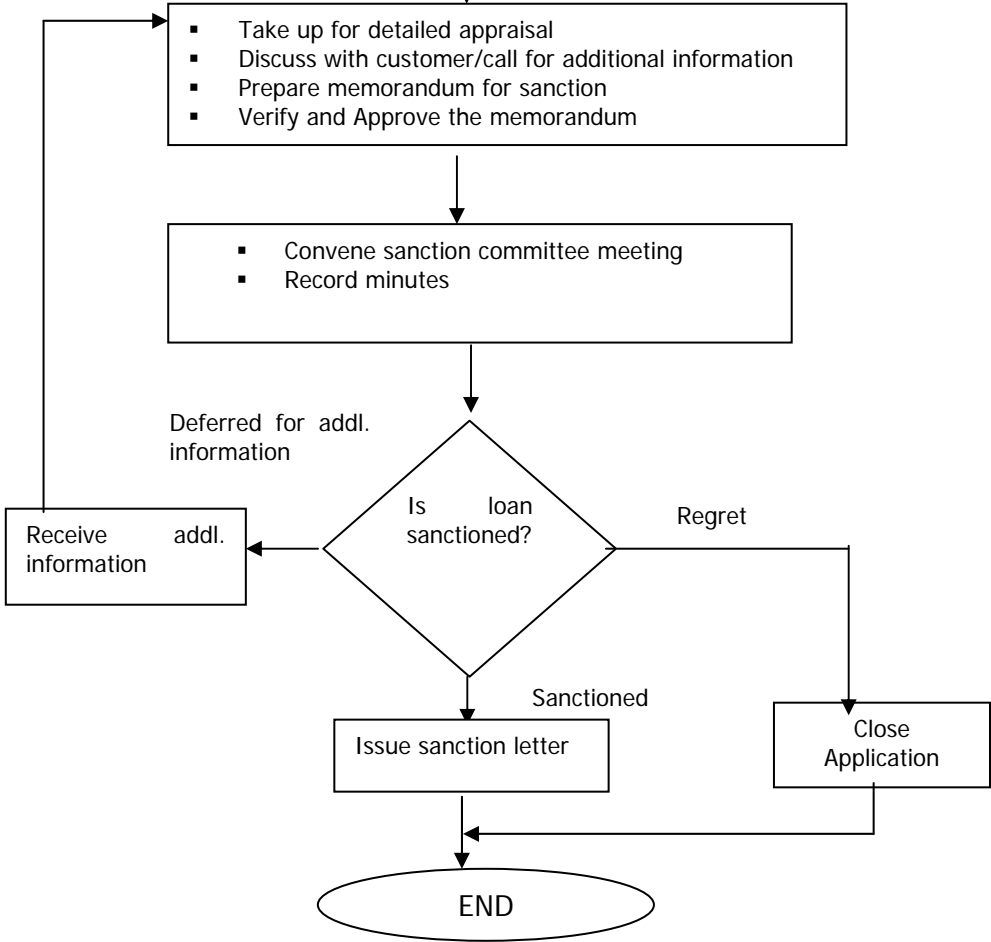 ▪ Take up for detailed appraisal
▪ Discuss with customer/call for additional information
▪ Prepare memorandum for sanction
▪ Verify and Approve the memorandum
▪ Convene sanction committee meeting
▪ Record minutes
Deferred for addl.
information
Is loan
sanctioned?
Regret
Receive addl.
information
Sanctioned
Issue sanction letter
Close
Application
END